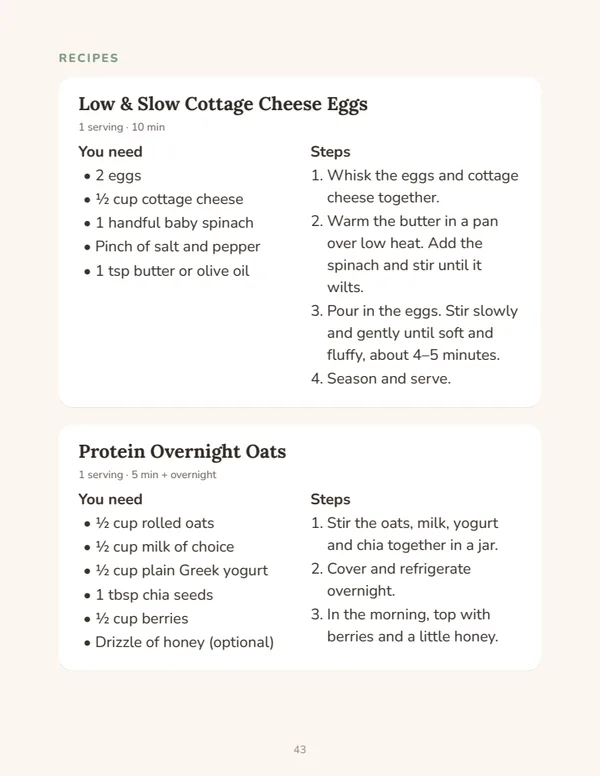 RECIPES
Low & Slow Cottage Cheese Eggs
1 serving · 10 min
You need
• 2 eggs
• ½ cup cottage cheese
• 1 handful baby spinach
• Pinch of salt and pepper
• 1 tsp butter or olive oil
Steps
1. Whisk the eggs and cottage
cheese together.
2. Warm the butter in a pan
over low heat. Add the
spinach and stir until it
wilts.
3. Pour in the eggs. Stir slowly
and gently until soft and
fluffy, about 4–5 minutes.
4. Season and serve.
Protein Overnight Oats
1 serving · 5 min + overnight
You need
• ½ cup rolled oats
• ½ cup milk of choice
• ½ cup plain Greek yogurt
• 1 tbsp chia seeds
• ½ cup berries
• Drizzle of honey (optional)
Steps
1. Stir the oats, milk, yogurt
and chia together in a jar.
2. Cover and refrigerate
overnight.
3. In the morning, top with
berries and a little honey.
43